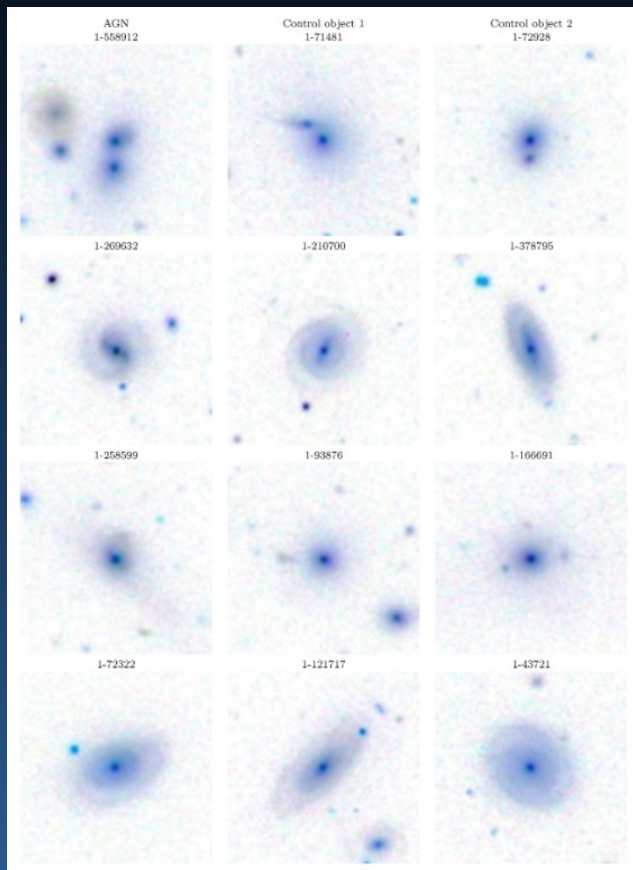 AGN Control object 1 Control object 2
1-558912 1-71481 1-72928
1-269632 1-210700 1-378795
1-258599 1-93876 1-166691
1-72322 1-121717 1-43721